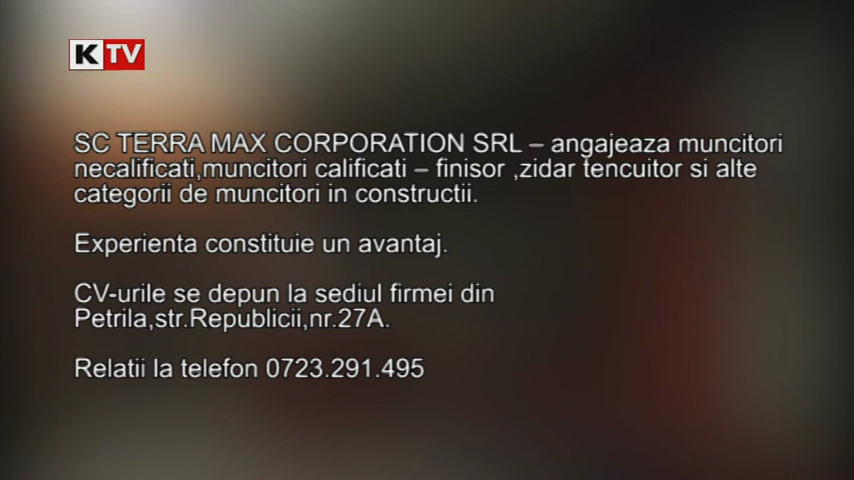 KTV
SC TERRA MAX CORPORATION SRL – angajeaza muncitori
necalificati,muncitori calificati – finisor ,zidar tencuitor si alte
categorii de muncitori in constructii.
Experienta constituie un avantaj.
CV-urile se depun la sediul firmei din
Petrila,str.Republicii,nr.27A.
Relatii la telefon 0723.291.495